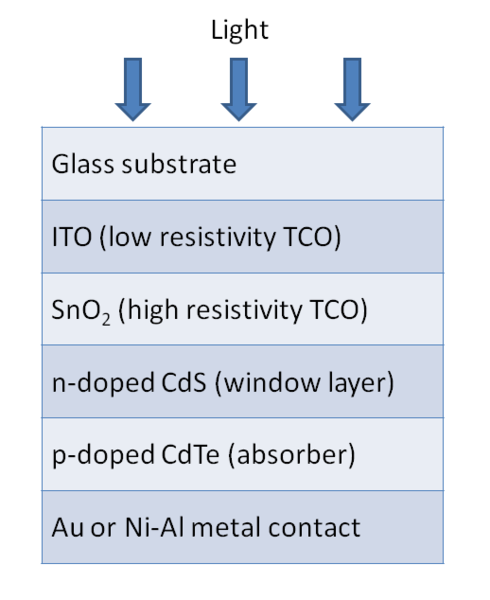 Light
Glass substrate
ITO (low resistivity TCO)
SnO₂ (high resistivity TCO)
n-doped CdS (window layer)
p-doped CdTe (absorber)
Au or Ni-Al metal contact